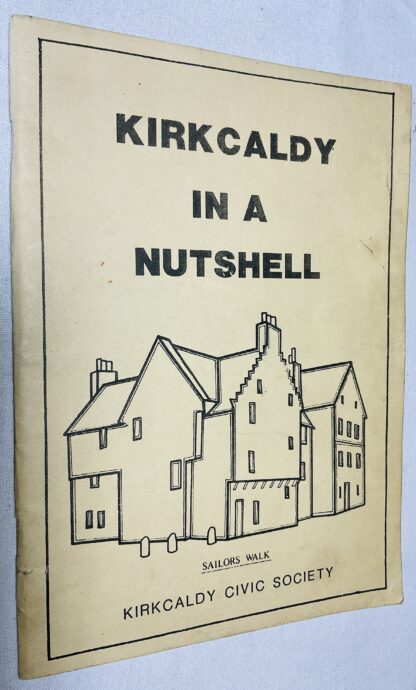 KIRKCALDY
IN A
NUTSHELL
SAILORS WALK
KIRKCALDY CIVIC SOCIETY